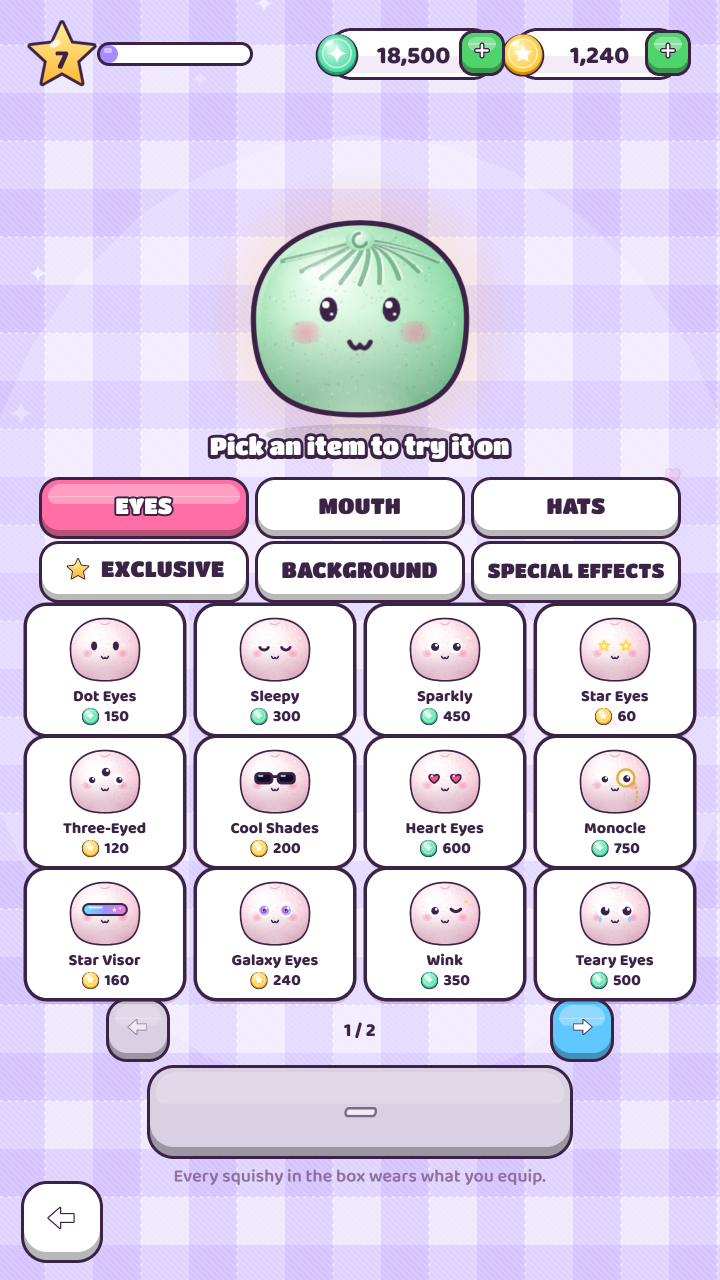 7
18,500
1,240
Pick an item to try it on
EYES
MOUTH
HATS
EXCLUSIVE
BACKGROUND
SPECIAL EFFECTS
Dot Eyes
150
Sleepy
300
Sparkly
450
Star Eyes
60
Three-Eyed
120
Cool Shades
200
Heart Eyes
600
Monocle
750
Star Visor
160
Galaxy Eyes
240
Wink
350
Teary Eyes
500
1 / 2
Every squishy in the box wears what you equip.